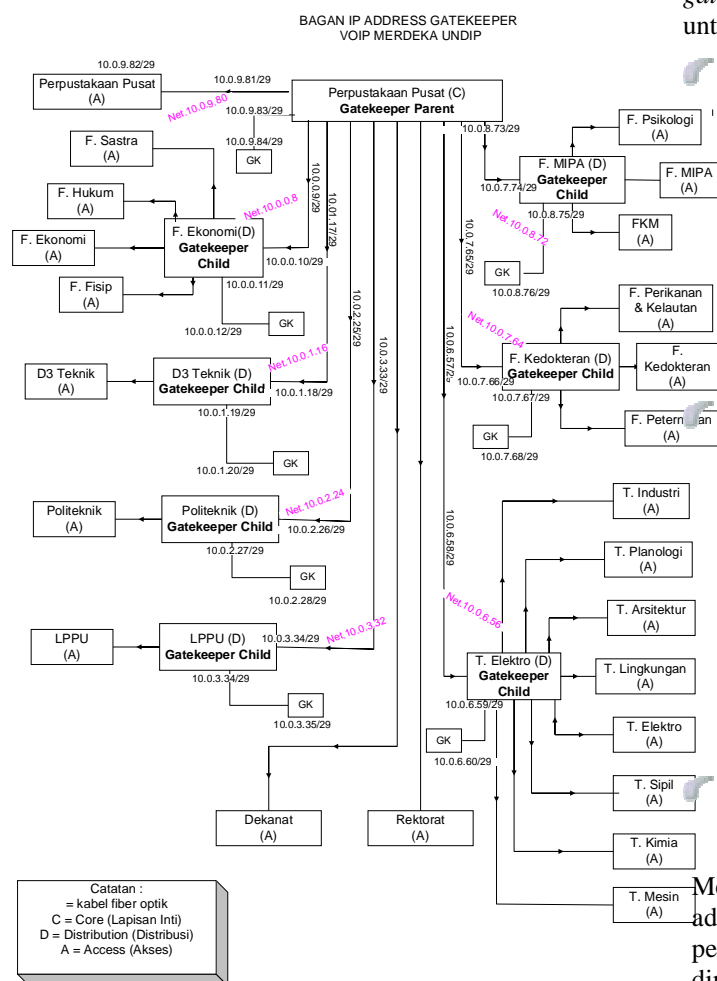 BAGAN IP ADDRESS GATEKEEPER
VOIP MERDEKA UNDIP
unt
10.0.9.82/29
Perpustakaan Pusat
(A)
10.0.9.81/29
Net.10.0.9.80
10.0.9.83/29
10.0.9.84/29
GK
Perpustakaan Pusat (C)
Gatekeeper Parent
10.0.8.73/29
F. Psikologi
(A)
F. MIPA (D)
Gatekeeper
Child
10.0.7.74/29
10.0.8.75/29
F. MIPA
(A)
FKM
(A)
Net.10.0.8.72
GK
10.0.8.76/29
F. Sastra
(A)
F. Hukum
(A)
F. Ekonomi
(A)
F. Fisip
(A)
F. Ekonomi(D)
Gatekeeper
Child
Net.10.0.0.8
10.0.0.9/29
10.01.17/29
10.0.0.10/29
10.0.0.11/29
10.0.0.12/29
GK
10.0.2.25/29
10.0.3.33/29
10.0.7.65/29
10.0.6.57/2
Net.10.0.7.64
F. Perikanan
& Kelautan
(A)
F. Kedokteran (D)
Gatekeeper Child
10.0.7.66/29
10.0.7.67/29
F.
Kedokteran
(A)
GK
10.0.7.68/29
(A)
D3 Teknik
(A)
D3 Teknik (D)
Gatekeeper Child
Net.10.0.1.16
10.0.1.18/29
10.0.1.19/29
10.0.1.20/29
GK
Politeknik
(A)
Politeknik (D)
Gatekeeper Child
Net.10.0.2.24
10.0.2.26/29
10.0.2.27/29
10.0.2.28/29
GK
10.0.6.58/29
Net.10.0.6.56
T. Industri
(A)
T. Planologi
(A)
T. Arsitektur
(A)
LPPU
(A)
LPPU (D)
Gatekeeper Child
10.0.3.34/29
Net.10.0.3.32
10.0.3.34/29
10.0.3.35/29
GK
T. Elektro (D)
Gatekeeper
Child
10.0.6.59/29
GK
10.0.6.60/29
T. Lingkungan
(A)
T. Elektro
(A)
T. Sipil
(A)
T. Kimia
(A)
T. Mesin
(A)
Dekanat
(A)
Rektorat
(A)
Catatan :
= kabel fiber optik
C = Core (Lapisan Inti)
D = Distribution (Distribusi)
A = Access (Akses)
ad
pe